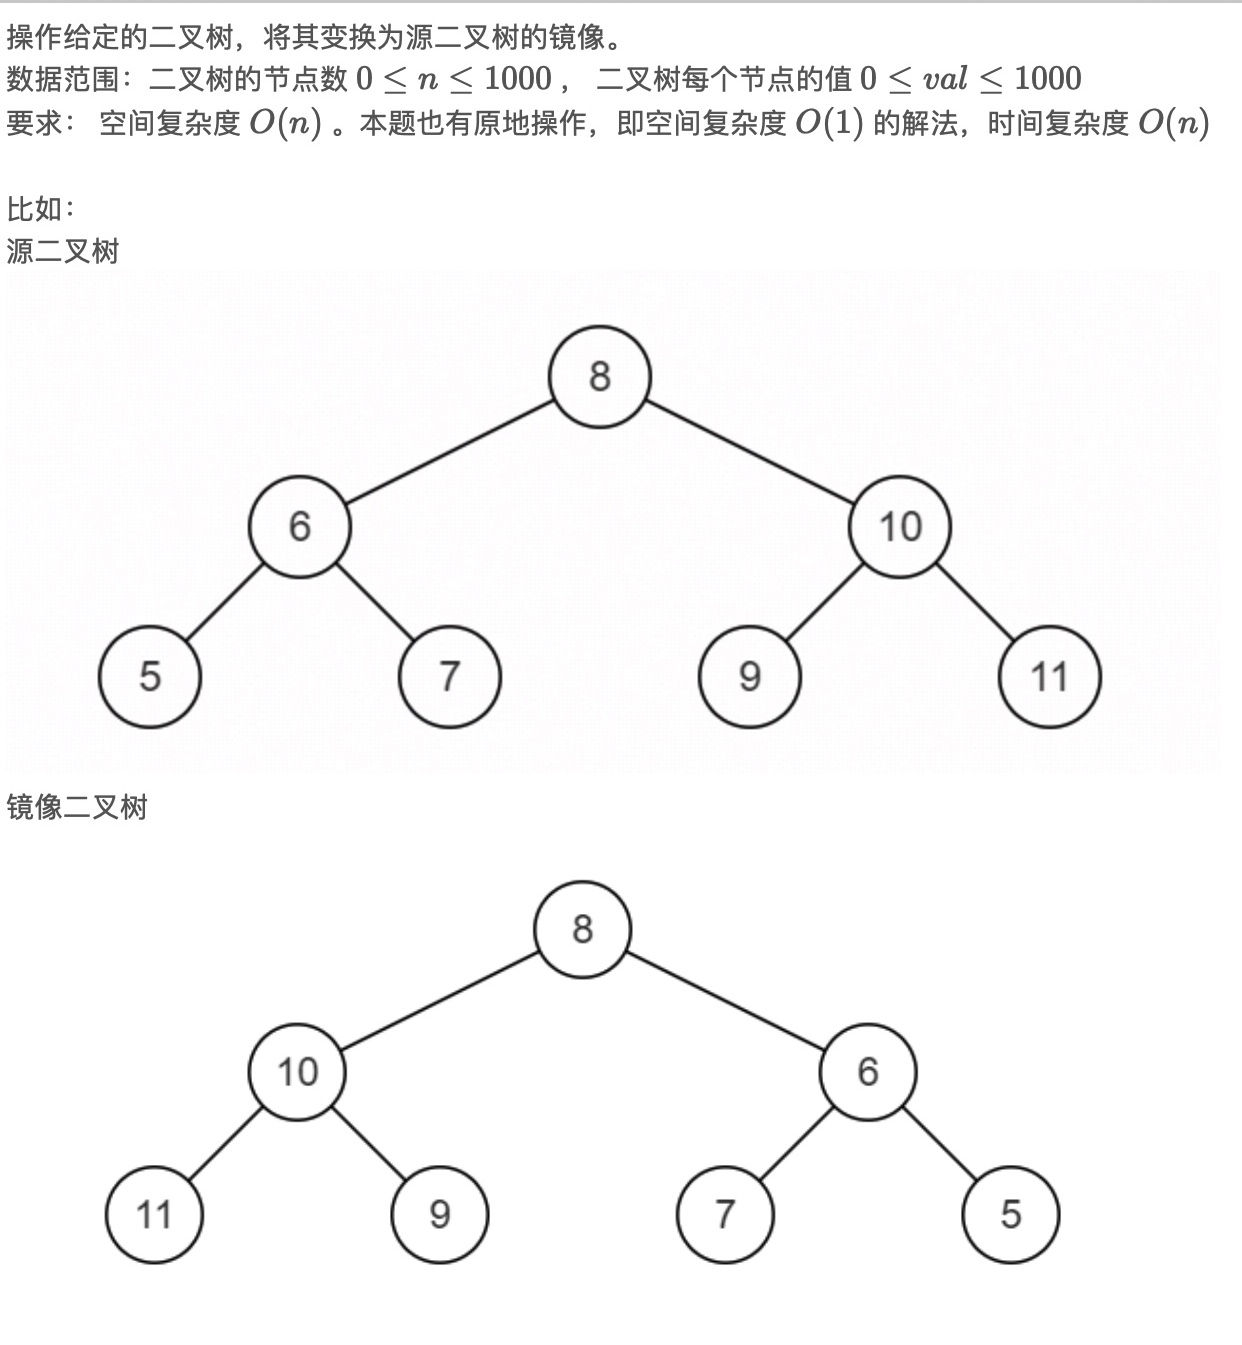 操作给定的二叉树，将其变换为源二叉树的镜像。
数据范围：二叉树的节点数 0 ≤ n ≤ 1000 ， 二叉树每个节点的值 0 ≤ val ≤ 1000
要求： 空间复杂度 O(n) 。本题也有原地操作，即空间复杂度 O(1) 的解法，时间复杂度 O(n)
比如：
源二叉树
8
6 10
5 7 9 11
镜像二叉树
8
10 6
11 9 7 5